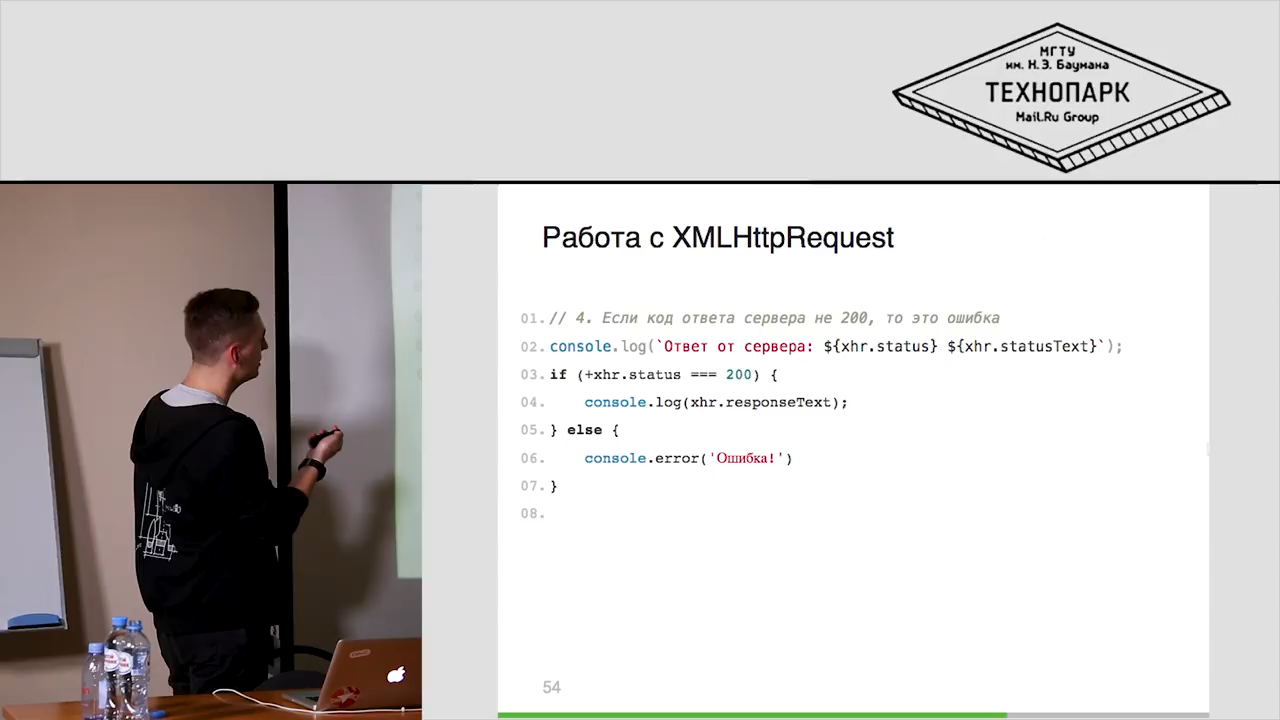 МГТУ
им. Н.Э. Баумана
ТЕХНОПАРК
Mail.Ru Group
Работа с XMLHttpRequest
01. // 4. Если код ответа сервера не 200, то это ошибка
02. console.log(`Ответ от сервера: ${xhr.status} ${xhr.statusText}`);
03. if (+xhr.status === 200) {
04.     console.log(xhr.responseText);
05. } else {
06.     console.error('Ошибка!')
07. }
08.
54